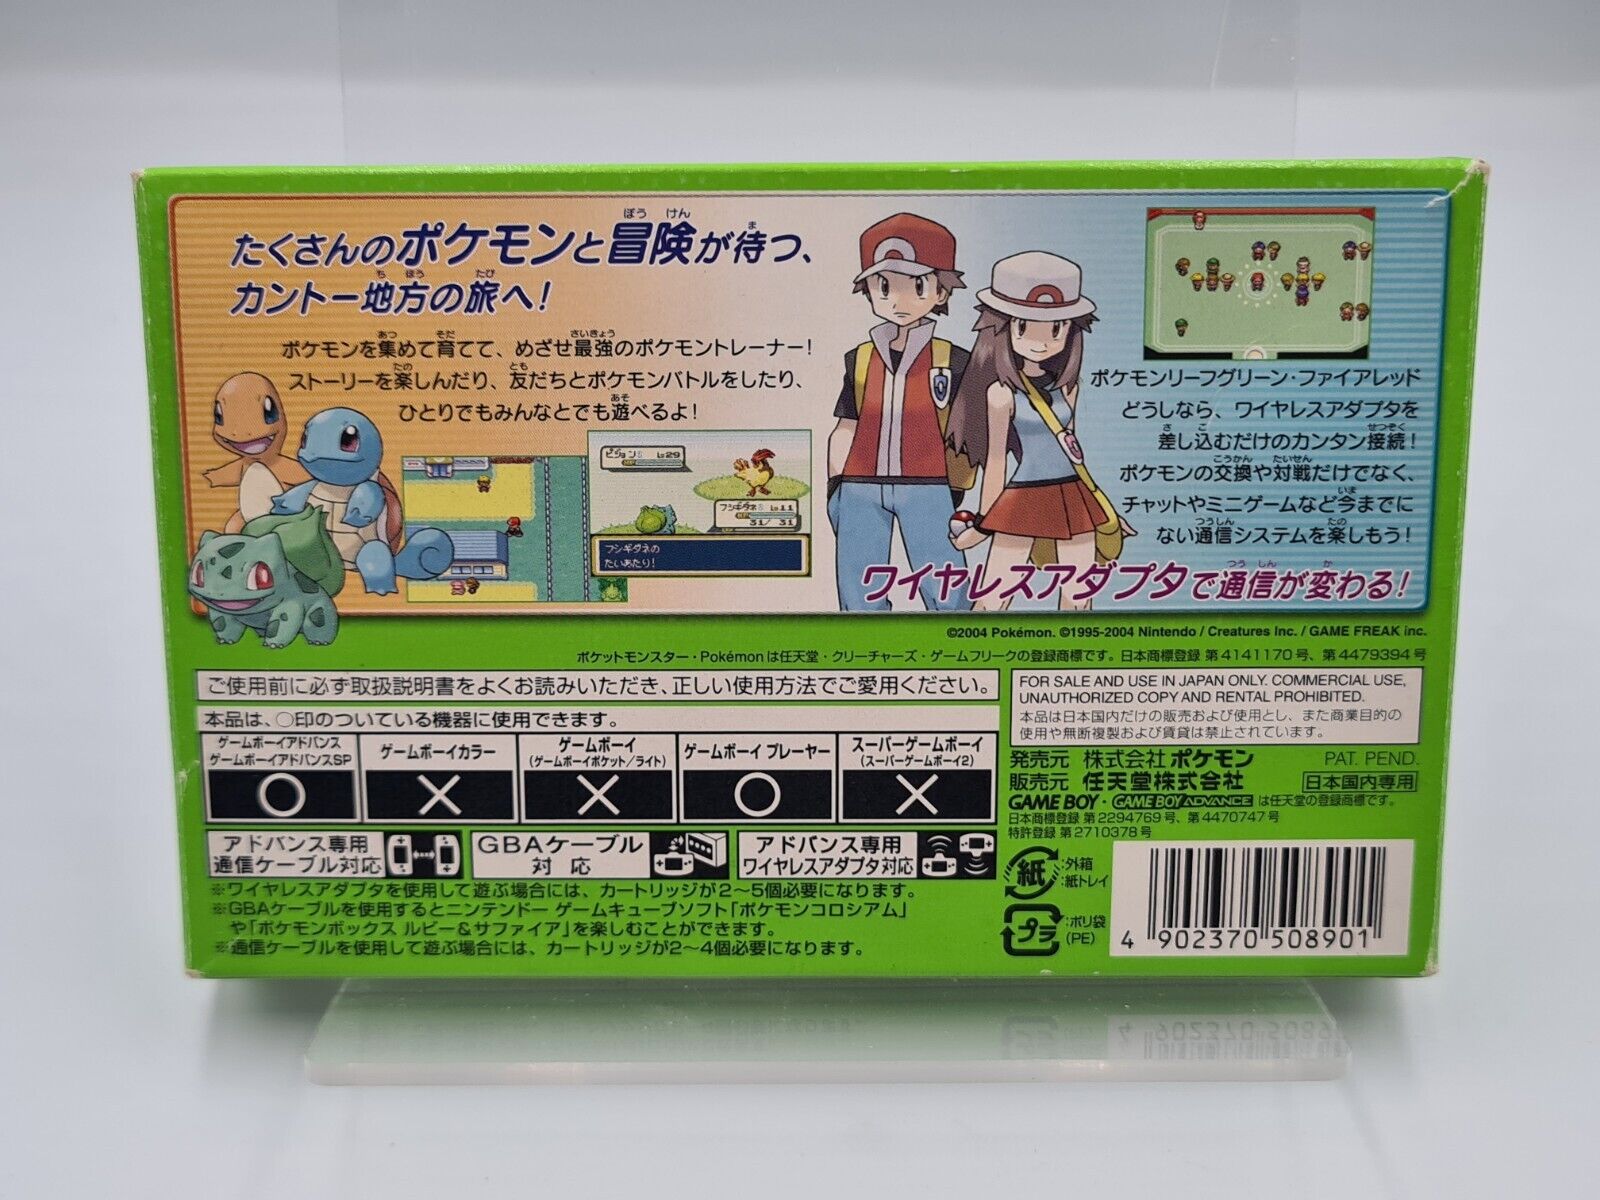 たくさんのポケモンと冒険が待つ、
カントー地方の旅へ!
ポケモンを集めて育てて、めざせ最強のポケモントレーナー!
ストーリーを楽しんだり、友だちとポケモンバトルをしたり、
ひとりでもみんなとでも遊べるよ!
ピジョン♂ Lv29
フシギダネ♂ Lv11
31/ 31
フシギダネの
たいあたり!
ポケモンリーフグリーン・ファイアレッド
どうしなら、ワイヤレスアダプタを
差し込むだけのカンタン接続!
ポケモンの交換や対戦だけでなく、
チャットやミニゲームなど今までに
ない通信システムを楽しもう!
ワイヤレスアダプタで通信が変わる!
©2004 Pokémon. ©1995-2004 Nintendo / Creatures Inc. / GAME FREAK inc.
ポケットモンスター・Pokémonは任天堂・クリーチャーズ・ゲームフリークの登録商標です。日本商標登録 第4141170号、第4479394号
ご使用前に必ず取扱説明書をよくお読みいただき、正しい使用方法でご愛用ください。
本品は、○印のついている機器に使用できます。
ゲームボーイアドバンス
ゲームボーイアドバンスSP
○
ゲームボーイカラー
×
ゲームボーイ
(ゲームボーイポケット/ライト)
×
ゲームボーイ プレーヤー
○
スーパーゲームボーイ
(スーパーゲームボーイ2)
×
アドバンス専用
通信ケーブル対応
GBAケーブル
対 応
アドバンス専用
ワイヤレスアダプタ対応
※ワイヤレスアダプタを使用して遊ぶ場合には、カートリッジが2~5個必要になります。
※GBAケーブルを使用するとニンテンドー ゲームキューブソフト「ポケモンコロシアム」
や「ポケモンボックス ルビー&サファイア」を楽しむことができます。
※通信ケーブルを使用して遊ぶ場合には、カートリッジが2~4個必要になります。
FOR SALE AND USE IN JAPAN ONLY. COMMERCIAL USE,
UNAUTHORIZED COPY AND RENTAL PROHIBITED.
本品は日本国内だけの販売および使用とし、また商業目的の
使用や無断複製および賃貸は禁止されています。
発売元 株式会社 ポケモン PAT. PEND.
販売元 任天堂株式会社 日本国内専用
GAME BOY・GAME BOY ADVANCE は任天堂の登録商標です。
日本商標登録 第2294769号、第4470747号
特許登録 第2710378号
紙
:外箱
:紙トレイ
プラ
:ポリ袋
(PE)
4 902370 508901